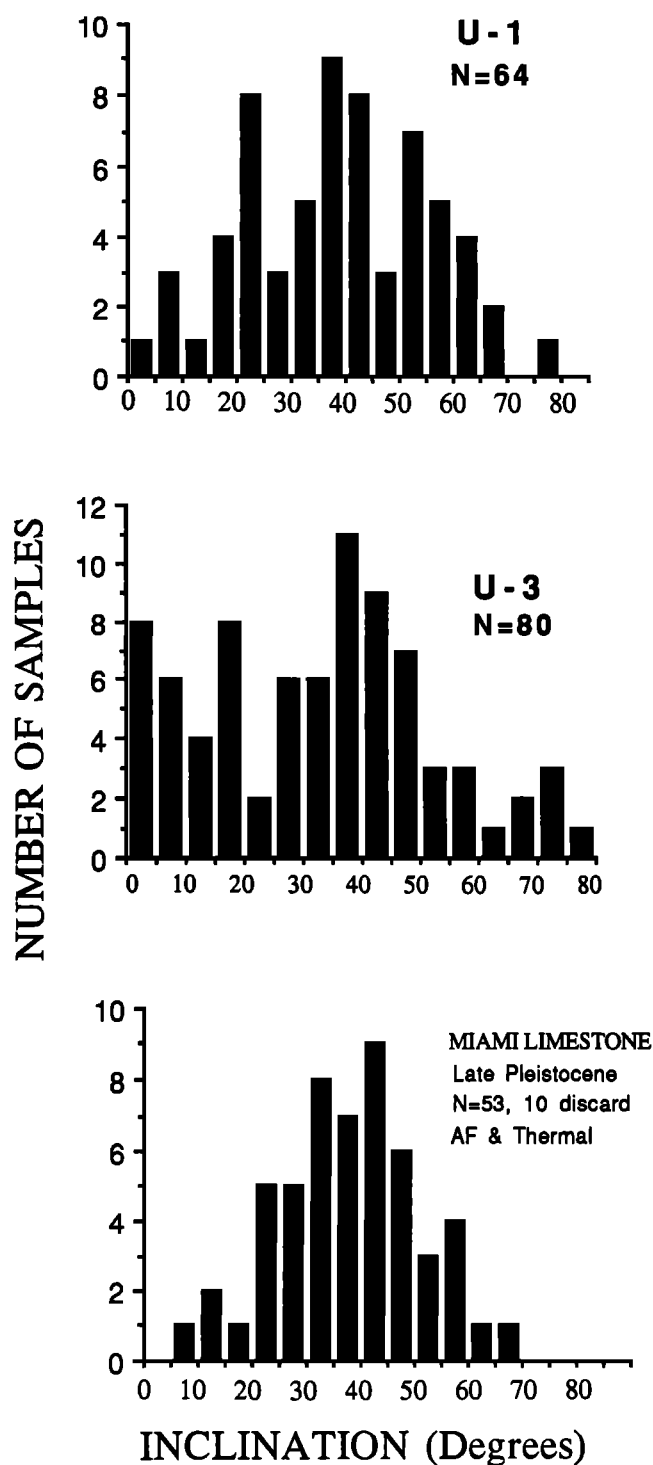 U-1
N=64
10
8
6
4
2
0
0 10 20 30 40 50 60 70 80
NUMBER OF SAMPLES
U-3
N=80
12
10
8
6
4
2
0
0 10 20 30 40 50 60 70 80
MIAMI LIMESTONE
Late Pleistocene
N=53, 10 discard
AF & Thermal
10
8
6
4
2
0
0 10 20 30 40 50 60 70 80
INCLINATION (Degrees)